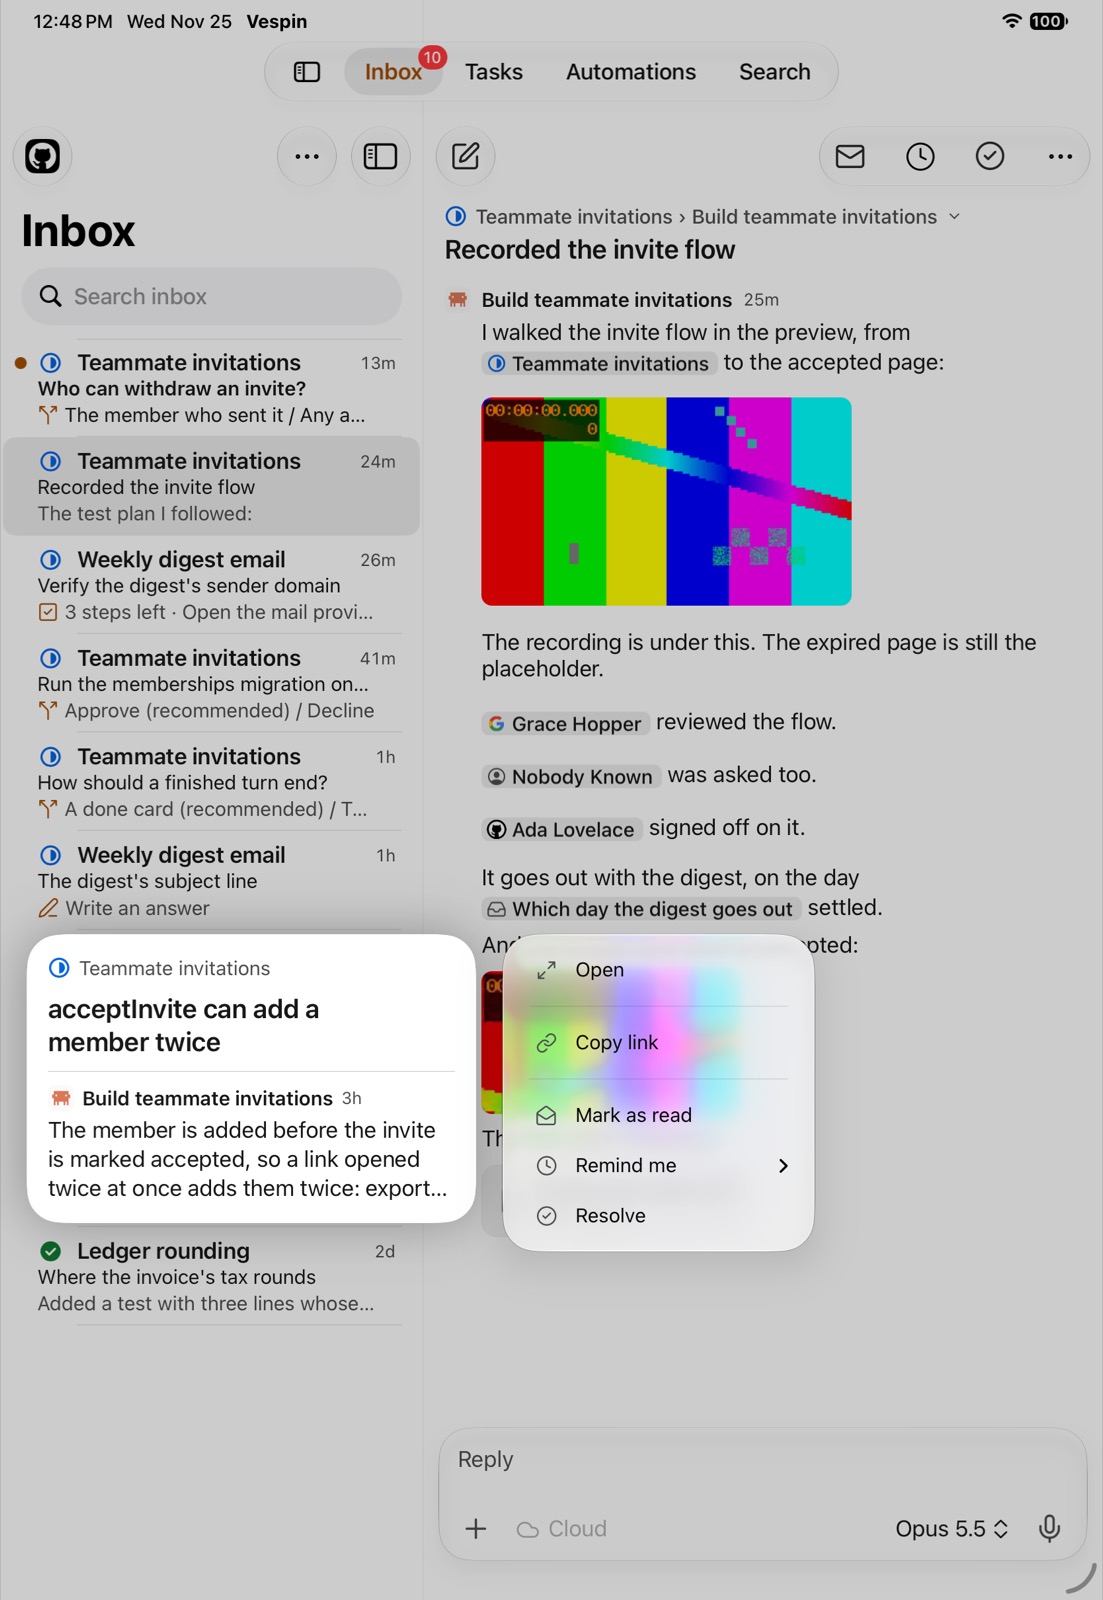 12:48 PM Wed Nov 25 Vespin
100
Inbox
10
Tasks
Automations
Search
Inbox
Search inbox
Teammate invitations 13m
Who can withdraw an invite?
The member who sent it / Any a...
Teammate invitations 24m
Recorded the invite flow
The test plan I followed:
Weekly digest email 26m
Verify the digest's sender domain
3 steps left · Open the mail provi...
Teammate invitations 41m
Run the memberships migration on...
Approve (recommended) / Decline
Teammate invitations 1h
How should a finished turn end?
A done card (recommended) / T...
Weekly digest email 1h
The digest's subject line
Write an answer
Teammate invitations
acceptInvite can add a
member twice
Build teammate invitations 3h
The member is added before the invite
is marked accepted, so a link opened
twice at once adds them twice: export...
Ledger rounding 2d
Where the invoice's tax rounds
Added a test with three lines whose...
Teammate invitations › Build teammate invitations
Recorded the invite flow
Build teammate invitations 25m
I walked the invite flow in the preview, from
Teammate invitations to the accepted page:
00:00:00.000
0
The recording is under this. The expired page is still the
placeholder.
Grace Hopper reviewed the flow.
Nobody Known was asked too.
Ada Lovelace signed off on it.
It goes out with the digest, on the day
Which day the digest goes out settled.
Open
Copy link
Mark as read
Remind me
Resolve
Reply
Cloud
Opus 5.5